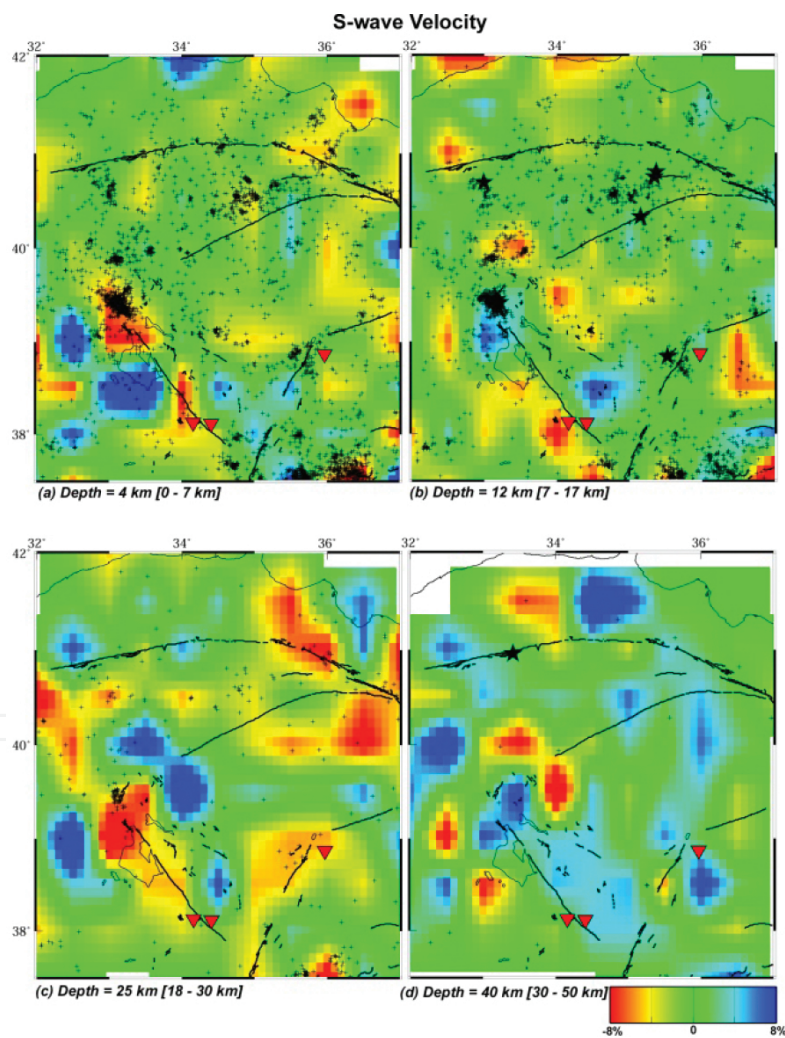 S-wave Velocity
32° 34° 36° 32 34° 36°
42°
40°
38°
(a) Depth = 4 km [0 - 7 km] (b) Depth = 12 km [7 - 17 km]
32° 34° 36° 32° 34° 36°
42°
40°
38°
(c) Depth = 25 km [18 - 30 km] (d) Depth = 40 km [30 - 50 km]
-8% 0 8%